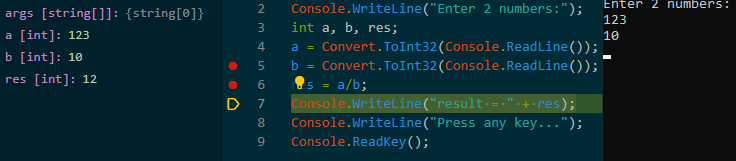 args [string[]]: {string[0]}
a [int]: 123
b [int]: 10
res [int]: 12
2 Console.WriteLine("Enter 2 numbers:");
3 int a, b, res;
4 a = Convert.ToInt32(Console.ReadLine());
5 b = Convert.ToInt32(Console.ReadLine());
6 s = a/b;
7 Console.WriteLine("result·=·"·+·res);
8 Console.WriteLine("Press any key...");
9 Console.ReadKey();
Enter 2 numbers:
123
10